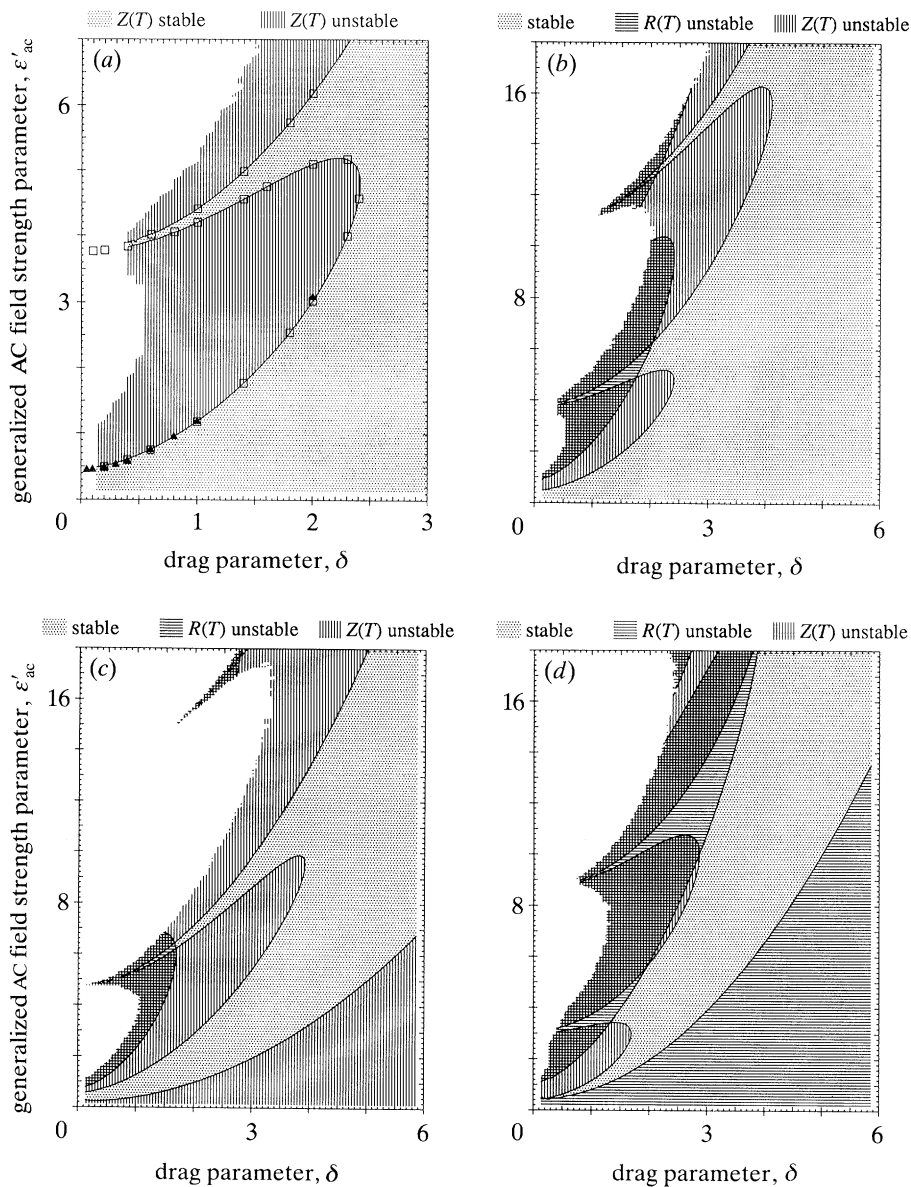 Z(T) stable Z(T) unstable
(a)
generalized AC field strength parameter, ε′ac
6
3
0
1
2
3
drag parameter, δ
stable R(T) unstable Z(T) unstable
(b)
16
8
0
3
6
drag parameter, δ
stable R(T) unstable Z(T) unstable
(c)
generalized AC field strength parameter, ε′ac
16
8
0
3
6
drag parameter, δ
stable R(T) unstable Z(T) unstable
(d)
16
8
0
3
6
drag parameter, δ